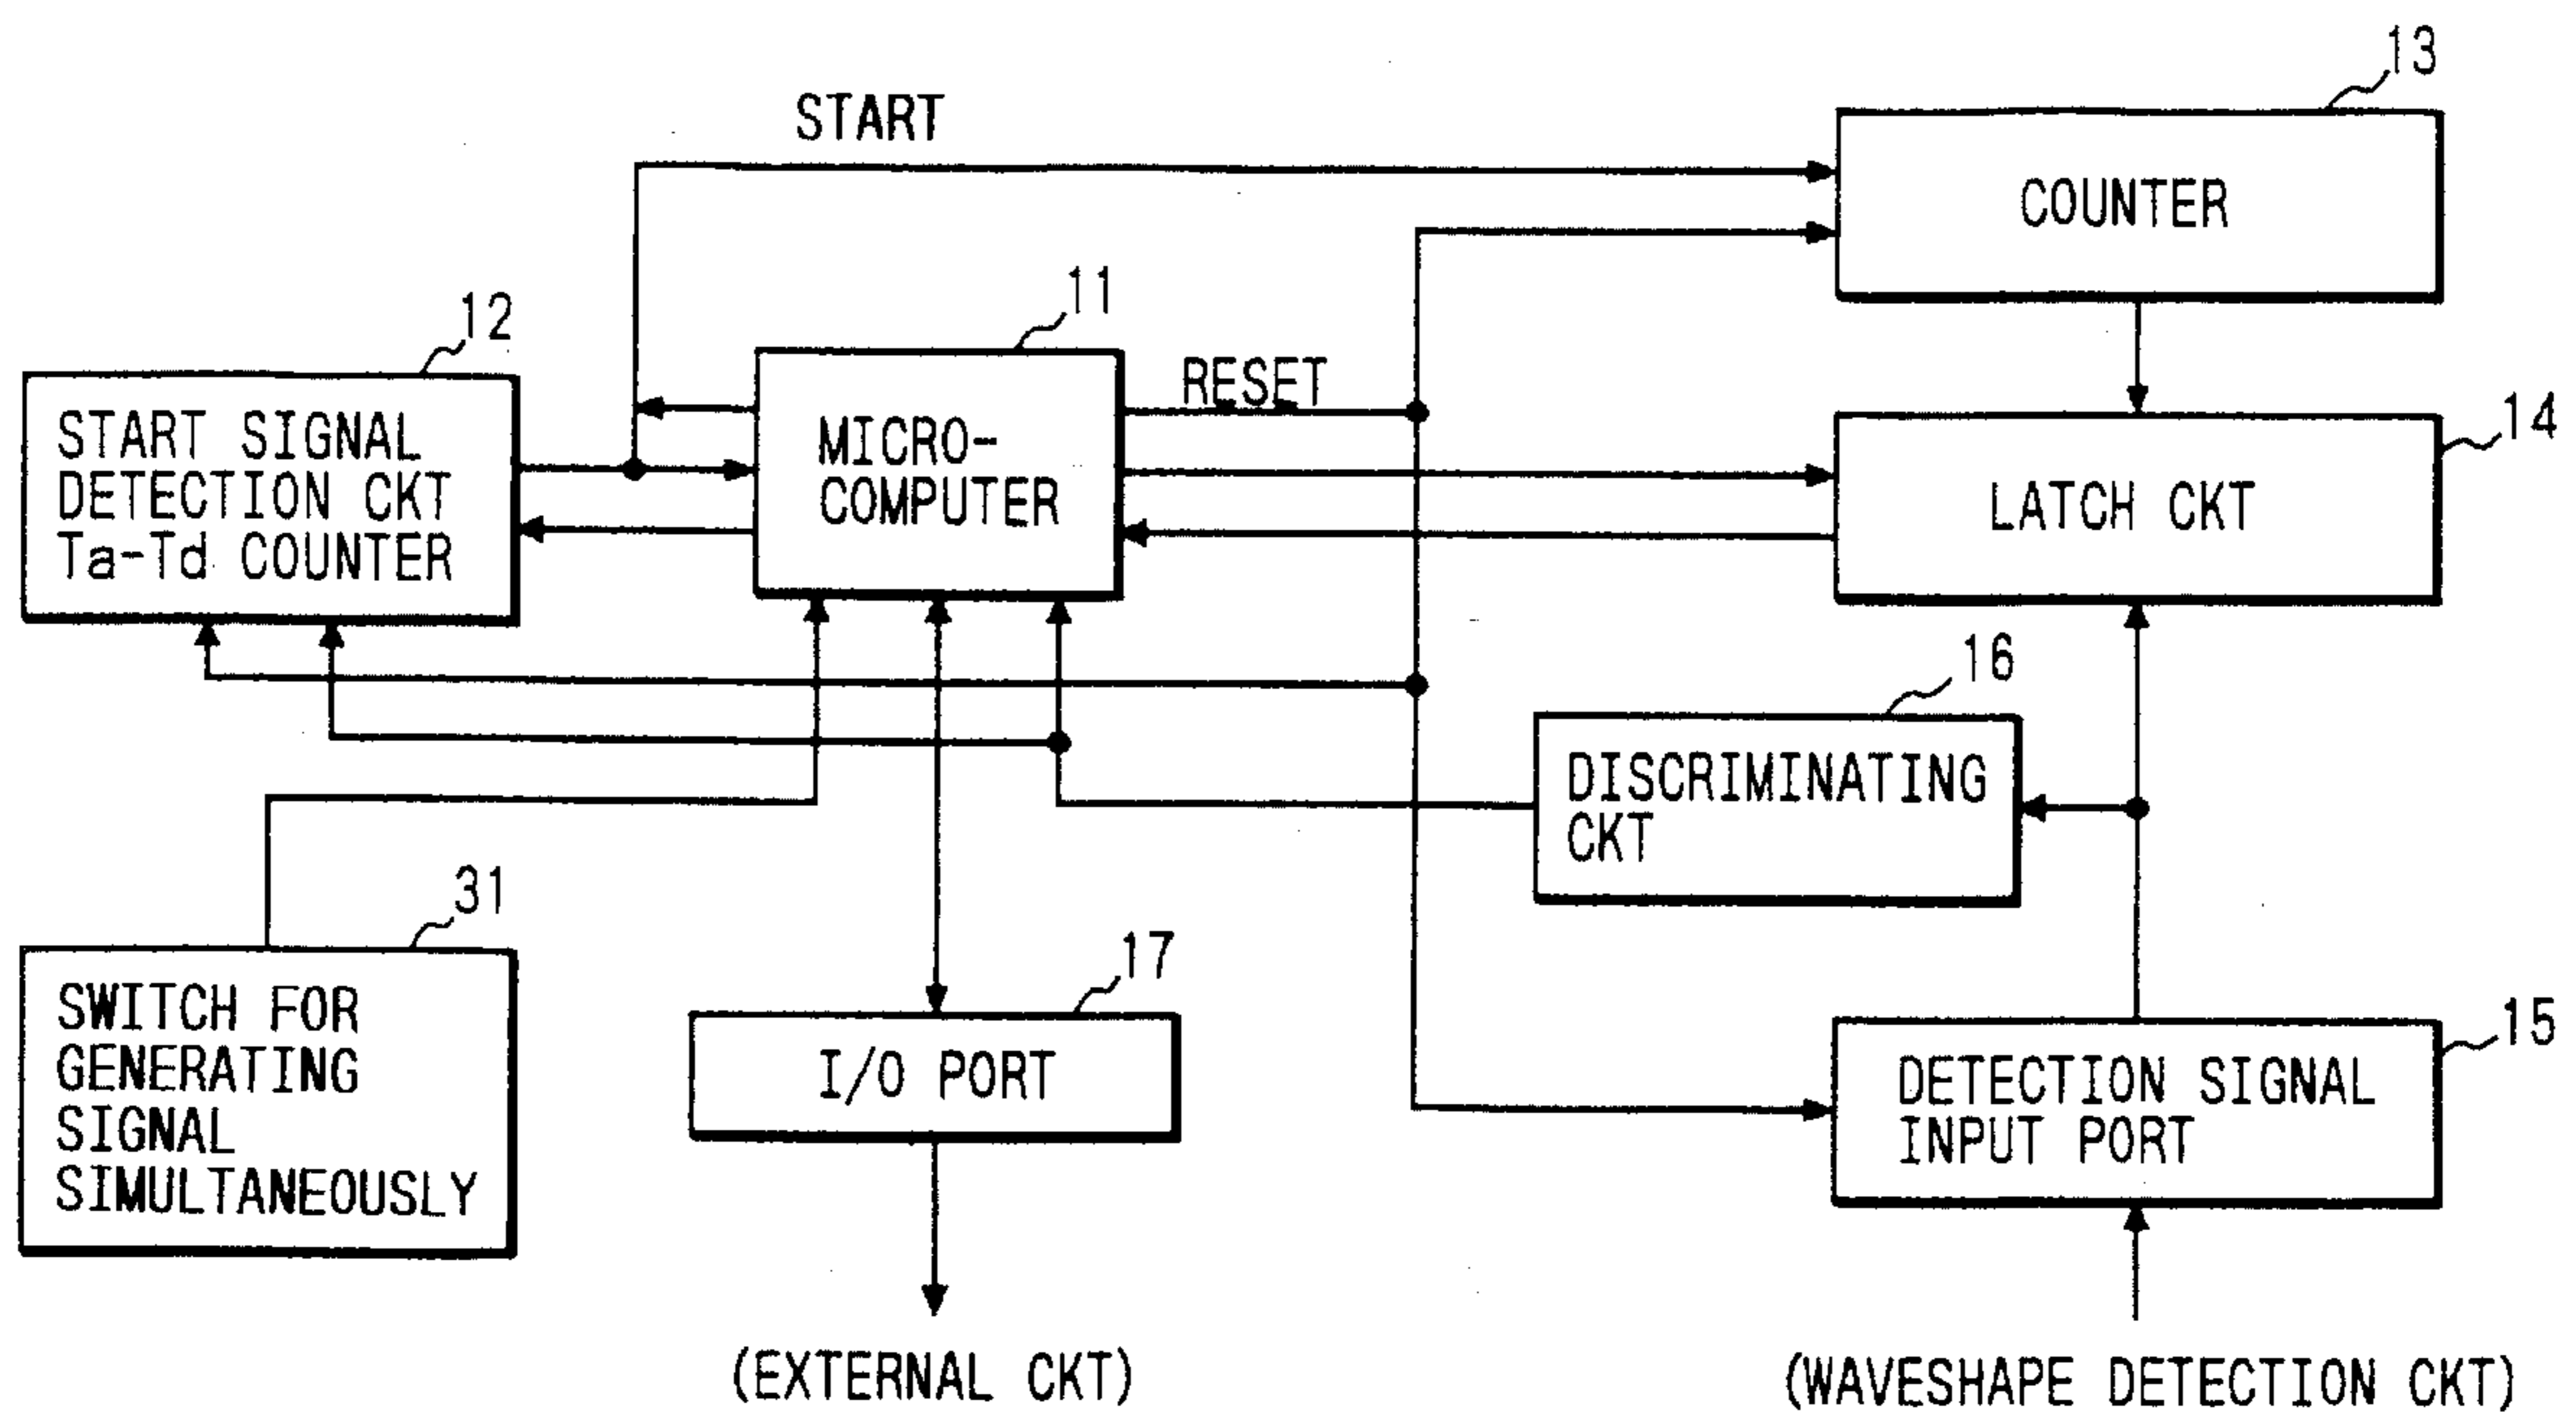 13
START
COUNTER
11
12
RESET
14
START SIGNAL
DETECTION CKT
Ta-Td COUNTER
MICRO-
COMPUTER
LATCH CKT
16
DISCRIMINATING
CKT
31
17
15
SWITCH FOR
GENERATING
SIGNAL
SIMULTANEOUSLY
I/O PORT
DETECTION SIGNAL
INPUT PORT
(EXTERNAL CKT)
(WAVESHAPE DETECTION CKT)